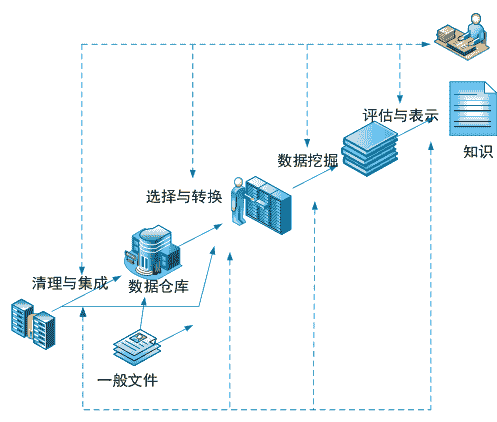 评估与表示
知识
数据挖掘
选择与转换
清理与集成
数据仓库
一般文件